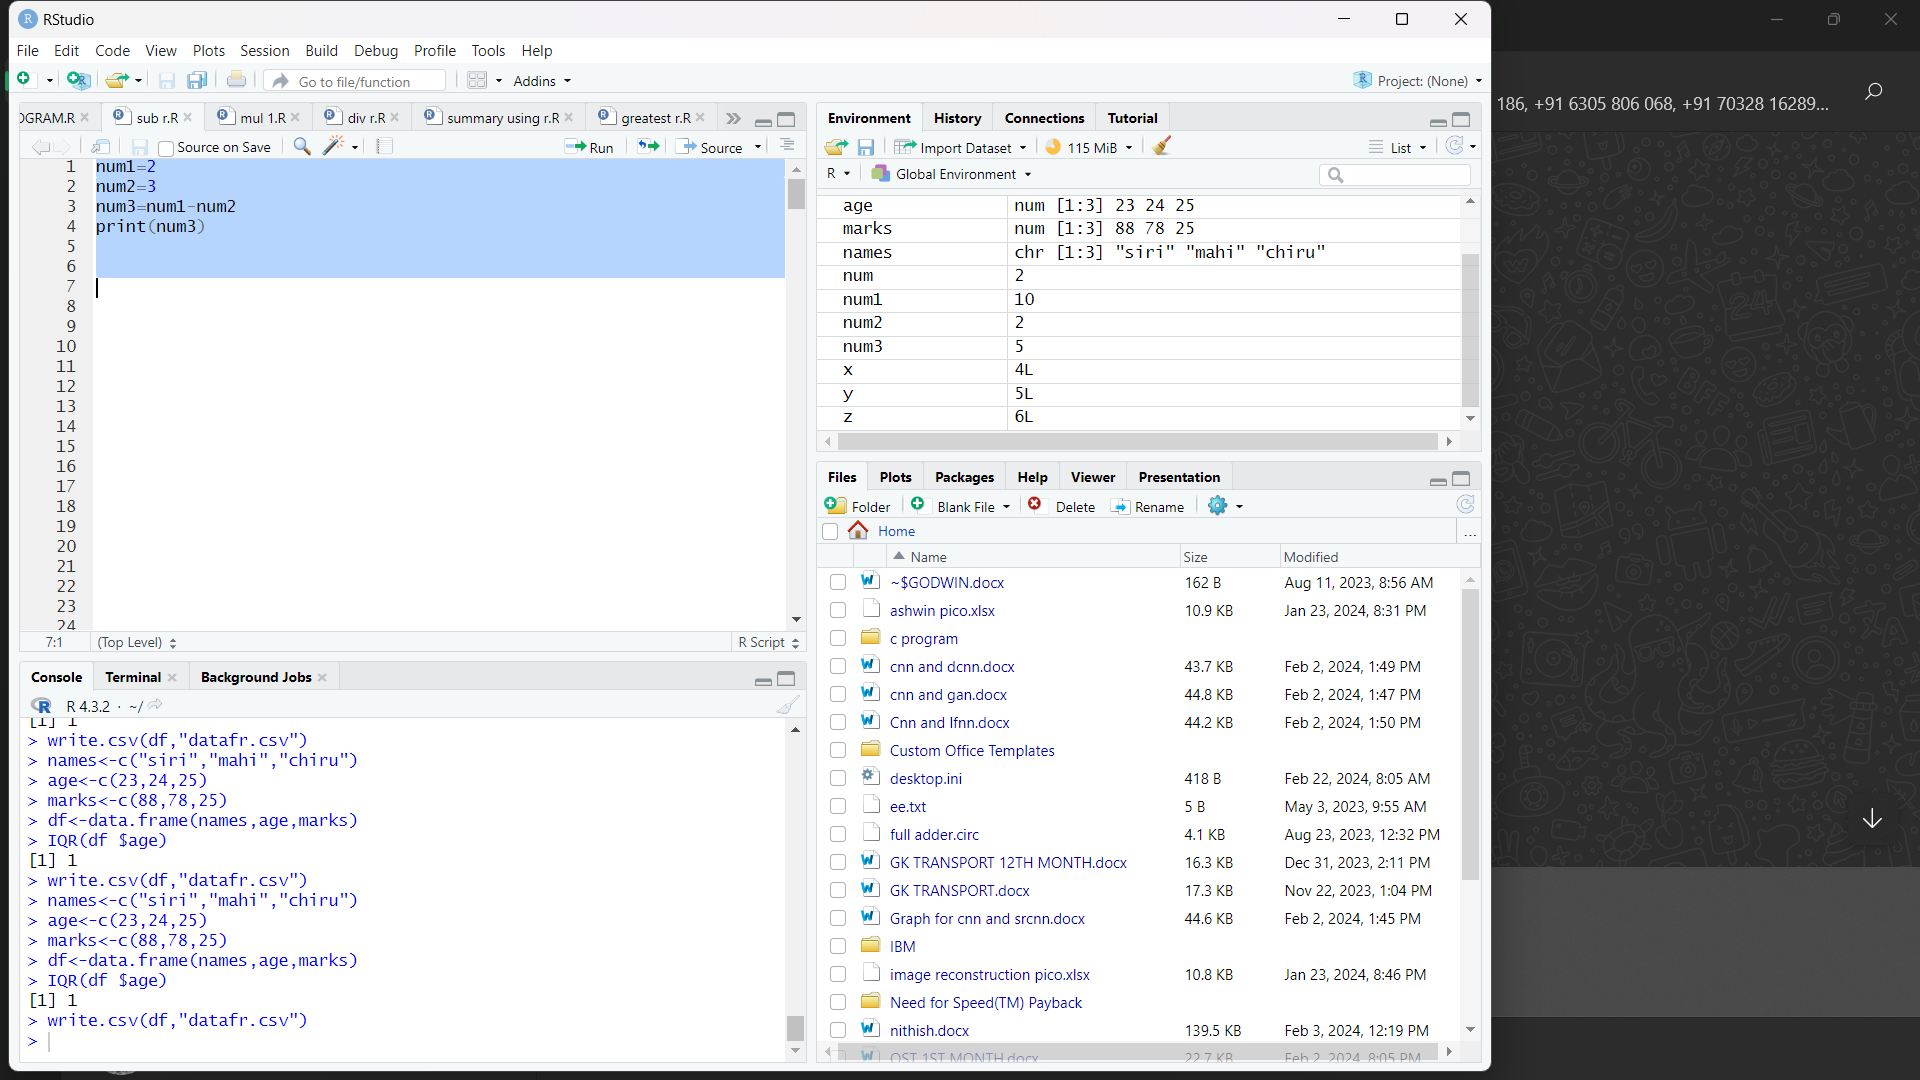 RStudio
File Edit Code View Plots Session Build Debug Profile Tools Help
Go to file/function Addins Project: (None)
OGRAM.R sub r.R mul 1.R div r.R summary using r.R greatest r.R
Source on Save Run Source
1 num1=2
2 num2=3
3 num3=num1-num2
4 print(num3)
5
6
7
8
9
10
11
12
13
14
15
16
17
18
19
20
21
22
23
24
7:1 (Top Level) R Script
Console Terminal Background Jobs
R 4.3.2 · ~/
[1] 1
> write.csv(df,"datafr.csv")
> names<-c("siri","mahi","chiru")
> age<-c(23,24,25)
> marks<-c(88,78,25)
> df<-data.frame(names,age,marks)
> IQR(df $age)
[1] 1
> write.csv(df,"datafr.csv")
> names<-c("siri","mahi","chiru")
> age<-c(23,24,25)
> marks<-c(88,78,25)
> df<-data.frame(names,age,marks)
> IQR(df $age)
[1] 1
> write.csv(df,"datafr.csv")
>
Environment History Connections Tutorial
Import Dataset 115 MiB List
R Global Environment
age num [1:3] 23 24 25
marks num [1:3] 88 78 25
names chr [1:3] "siri" "mahi" "chiru"
num 2
num1 10
num2 2
num3 5
x 4L
y 5L
z 6L
Files Plots Packages Help Viewer Presentation
Folder Blank File Delete Rename
Home ...
Name Size Modified
~$GODWIN.docx 162 B Aug 11, 2023, 8:56 AM
ashwin pico.xlsx 10.9 KB Jan 23, 2024, 8:31 PM
c program
cnn and dcnn.docx 43.7 KB Feb 2, 2024, 1:49 PM
cnn and gan.docx 44.8 KB Feb 2, 2024, 1:47 PM
Cnn and lfnn.docx 44.2 KB Feb 2, 2024, 1:50 PM
Custom Office Templates
desktop.ini 418 B Feb 22, 2024, 8:05 AM
ee.txt 5 B May 3, 2023, 9:55 AM
full adder.circ 4.1 KB Aug 23, 2023, 12:32 PM
GK TRANSPORT 12TH MONTH.docx 16.3 KB Dec 31, 2023, 2:11 PM
GK TRANSPORT.docx 17.3 KB Nov 22, 2023, 1:04 PM
Graph for cnn and srcnn.docx 44.6 KB Feb 2, 2024, 1:45 PM
IBM
image reconstruction pico.xlsx 10.8 KB Jan 23, 2024, 8:46 PM
Need for Speed(TM) Payback
nithish.docx 139.5 KB Feb 3, 2024, 12:19 PM
OST 1ST MONTH.docx 22.7 KB Feb 2, 2024, 8:05 PM
186, +91 6305 806 068, +91 70328 16289...